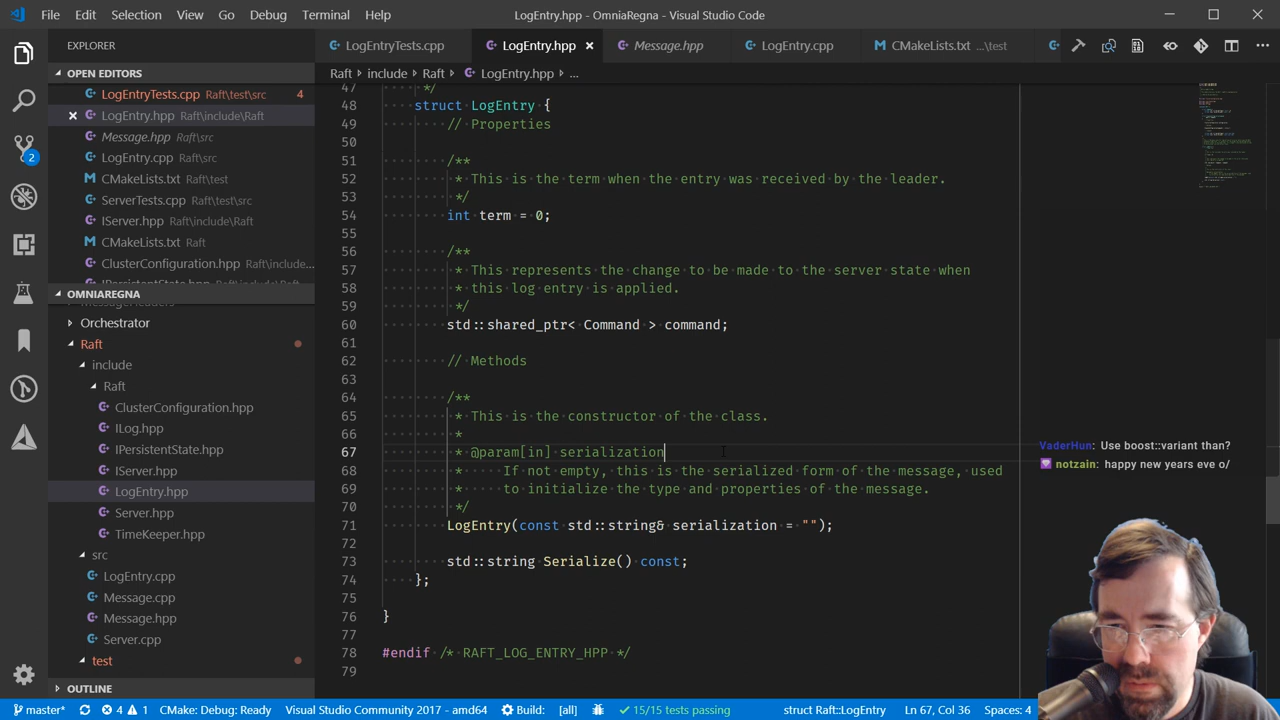 File Edit Selection View Go Debug Terminal Help LogEntry.hpp - OmniaRegna - Visual Studio Code
EXPLORER
LogEntryTests.cpp LogEntry.hpp Message.hpp LogEntry.cpp CMakeLists.txt ...\test
Raft › include › Raft › LogEntry.hpp › ...
OPEN EDITORS
LogEntryTests.cpp Raft\test\src 4
LogEntry.hpp Raft\include\Raft
Message.hpp Raft\src
LogEntry.cpp Raft\src
CMakeLists.txt Raft\test
ServerTests.cpp Raft\test\src
IServer.hpp Raft\include\Raft
CMakeLists.txt Raft
ClusterConfiguration.hpp Raft\include...
OMNIAREGNA
Orchestrator
Raft
include
Raft
ClusterConfiguration.hpp
ILog.hpp
IPersistentState.hpp
IServer.hpp
LogEntry.hpp
Server.hpp
TimeKeeper.hpp
src
LogEntry.cpp
Message.cpp
Message.hpp
Server.cpp
test
OUTLINE
2
47 */
48 struct LogEntry {
49 // Properties
50
51 /**
52 * This is the term when the entry was received by the leader.
53 */
54 int term = 0;
55
56 /**
57 * This represents the change to be made to the server state when
58 * this log entry is applied.
59 */
60 std::shared_ptr< Command > command;
61
62 // Methods
63
64 /**
65 * This is the constructor of the class.
66 *
67 * @param[in] serialization
68 * If not empty, this is the serialized form of the message, used
69 * to initialize the type and properties of the message.
70 */
71 LogEntry(const std::string& serialization = "");
72
73 std::string Serialize() const;
74 };
75
76 }
77
78 #endif /* RAFT_LOG_ENTRY_HPP */
79
VaderHun: Use boost::variant than?
notzain: happy new years eve o/
master* 4 1 CMake: Debug: Ready Visual Studio Community 2017 - amd64 Build: [all] 15/15 tests passing struct Raft::LogEntry Ln 67, Col 36 Spaces: 4